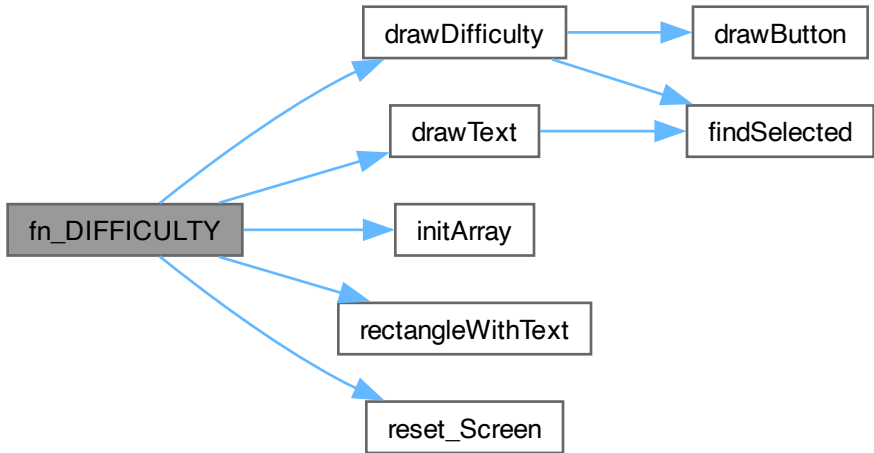 drawDifficulty
drawButton
drawText
findSelected
fn_DIFFICULTY
initArray
rectangleWithText
reset_Screen